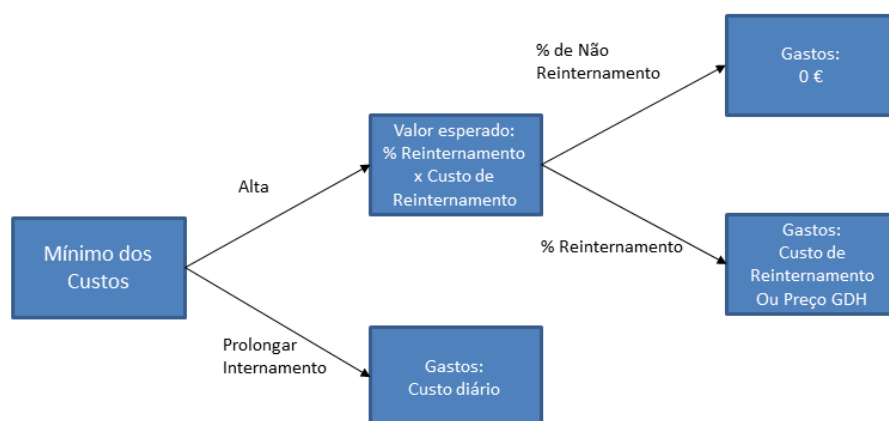 % de Não
Reinternamento
Gastos:
0 €
Valor esperado:
% Reinternamento
x Custo de
Reinternamento
Alta
Mínimo dos
Custos
% Reinternamento
Gastos:
Custo de
Reinternamento
Ou Preço GDH
Prolongar
Internamento
Gastos:
Custo diário